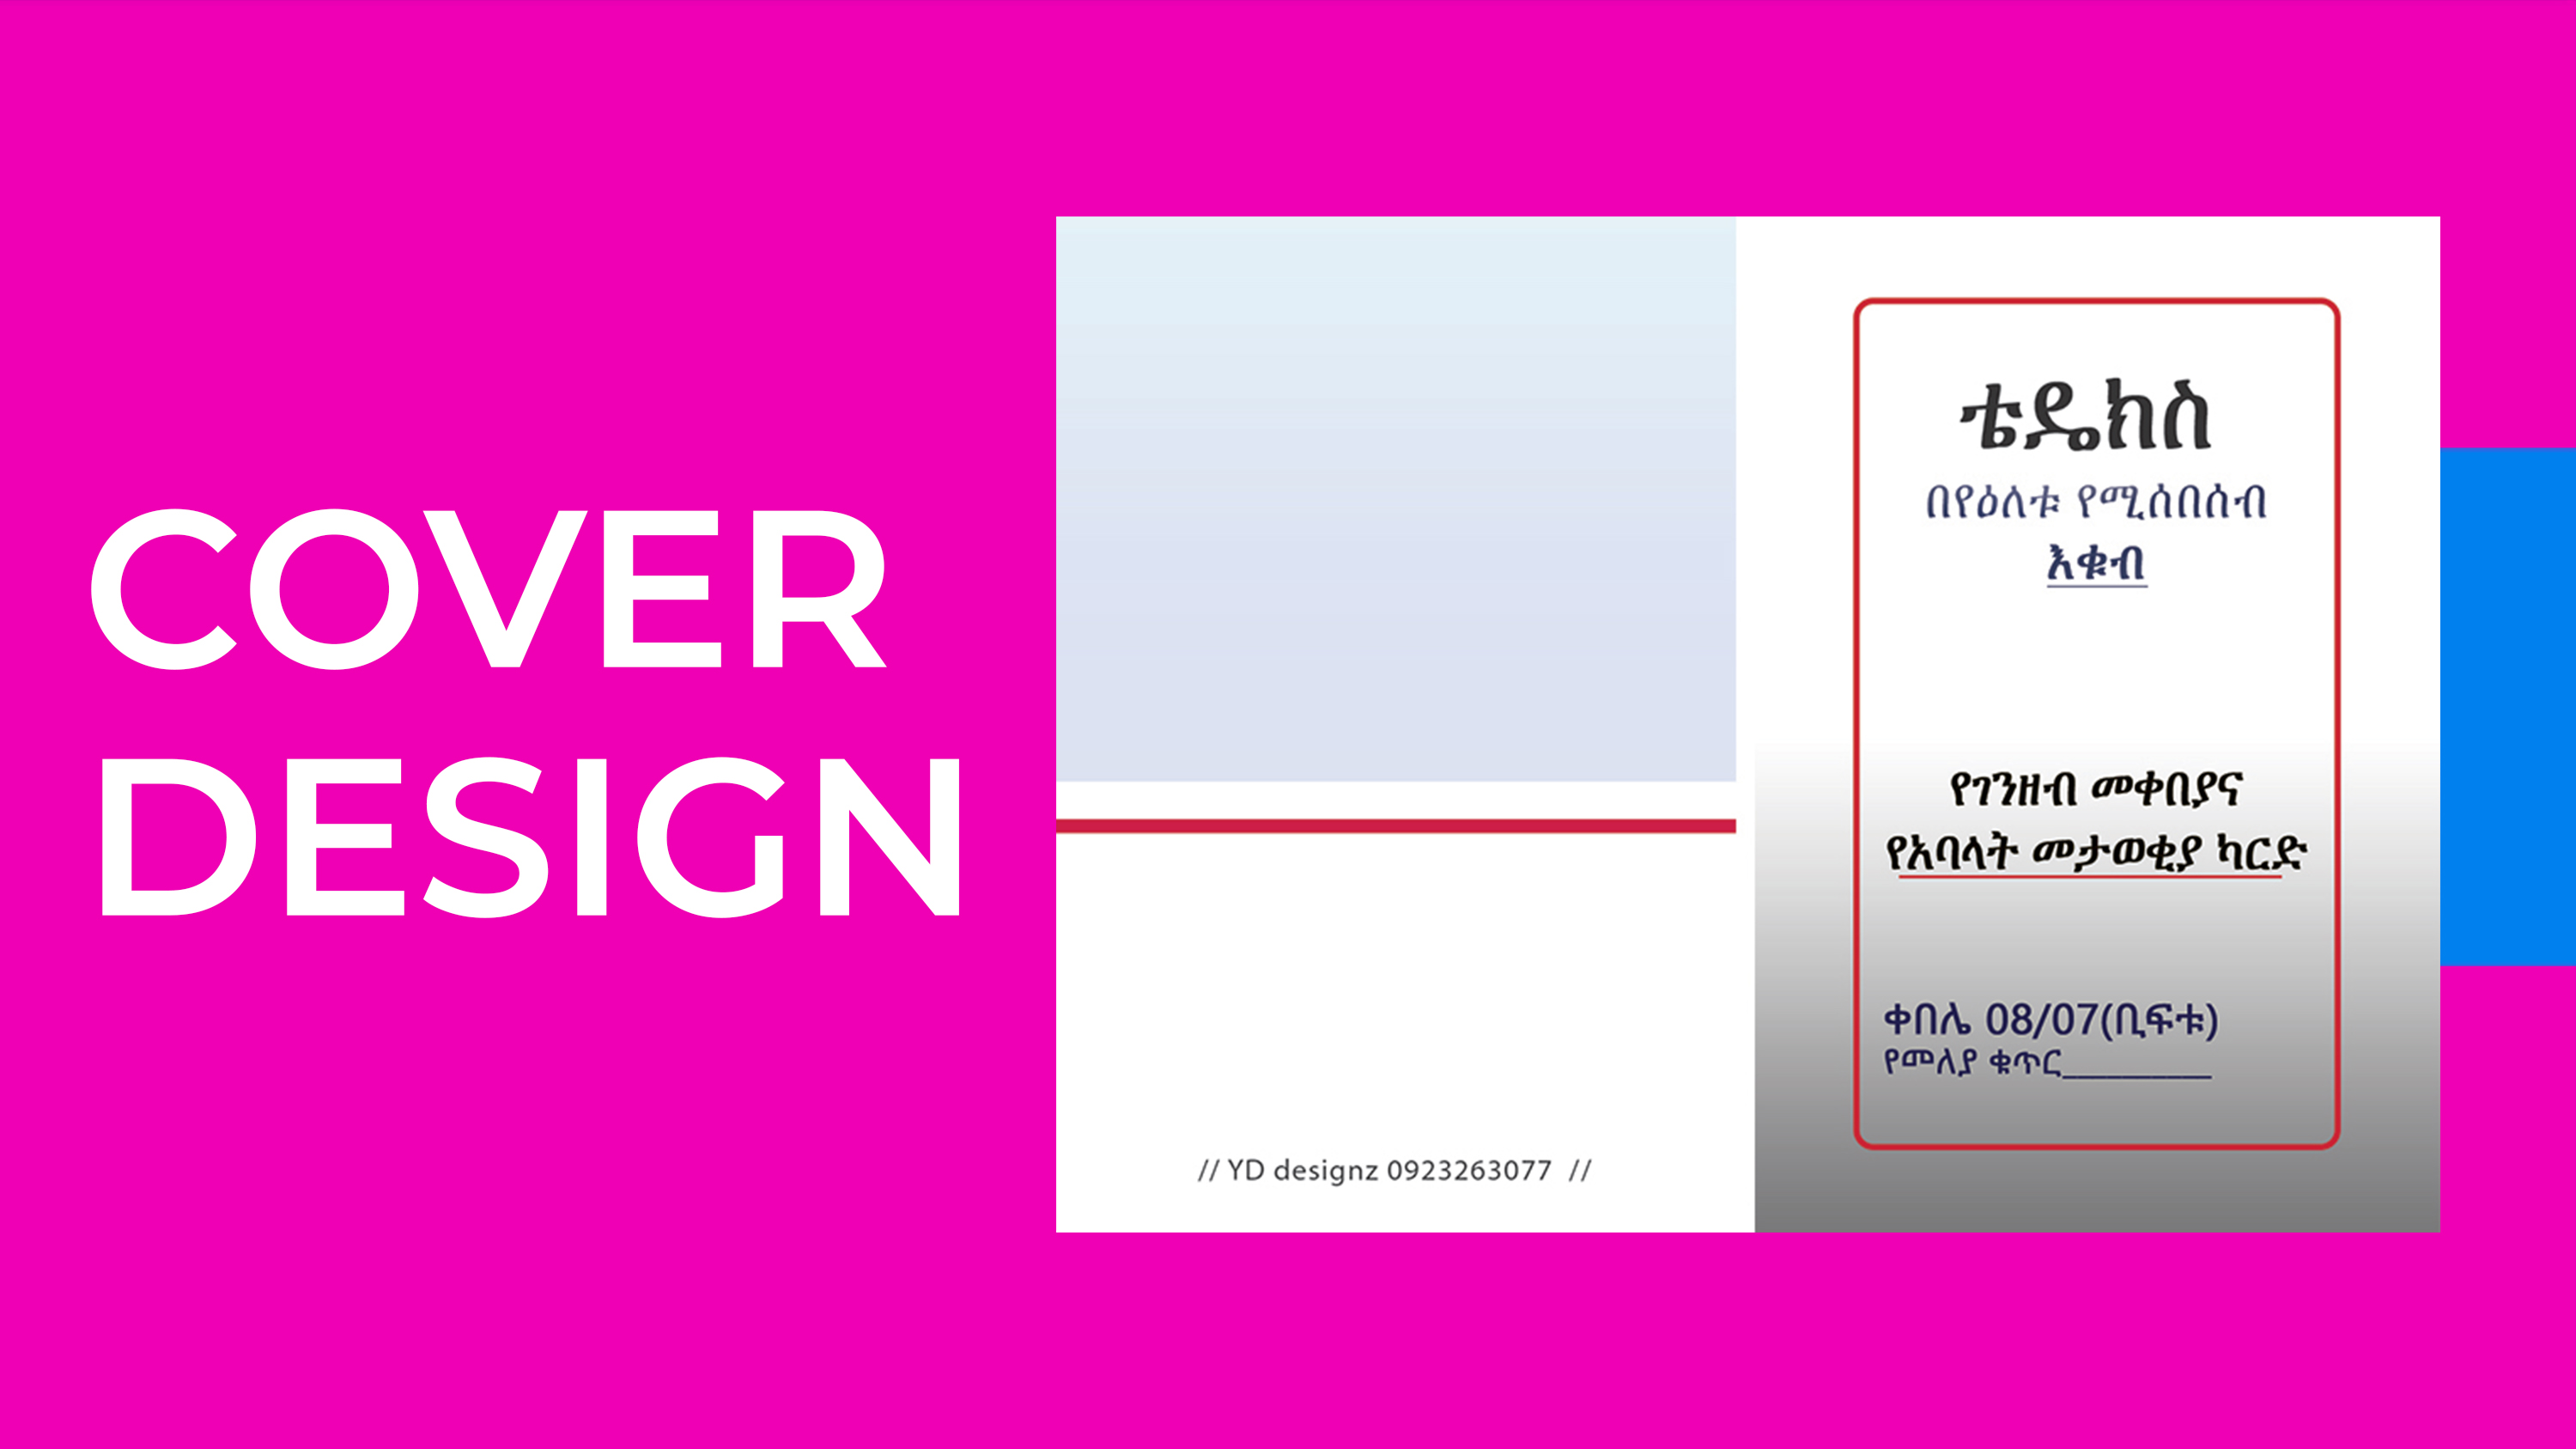 COVER
DESIGN
// YD designz 0923263077 //
ቴዴክስ
በየዕለቱ የሚሰበሰብ
እቁብ
የገንዘብ መቀበያና
የአባላት መታወቂያ ካርድ
ቀበሌ 08/07(ቢፍቱ)
የመለያ ቁጥር__________